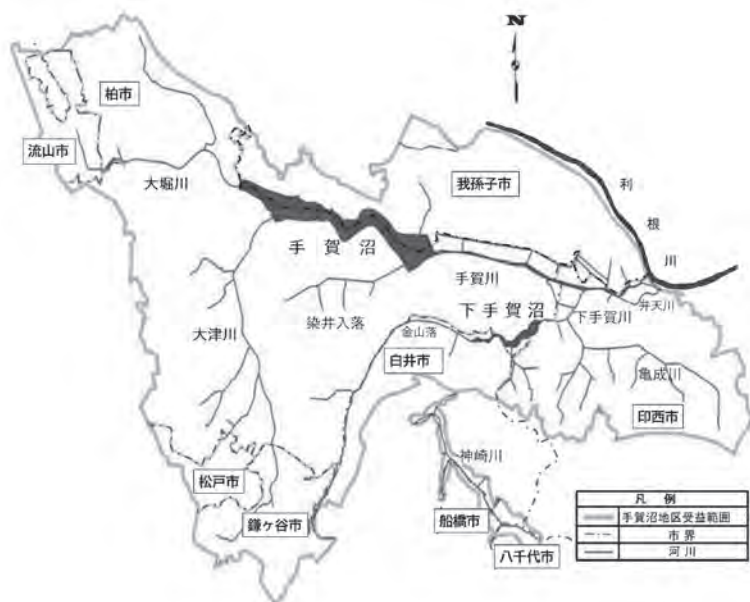 N
柏市
流山市
大堀川
我孫子市
利根川
手賀沼
手賀川
下手賀沼
下手賀川
弁天川
大津川
染井入落
金山落
白井市
亀成川
印西市
神崎川
松戸市
鎌ヶ谷市
船橋市
八千代市
凡例
手賀沼地区受益範囲
市界
河川